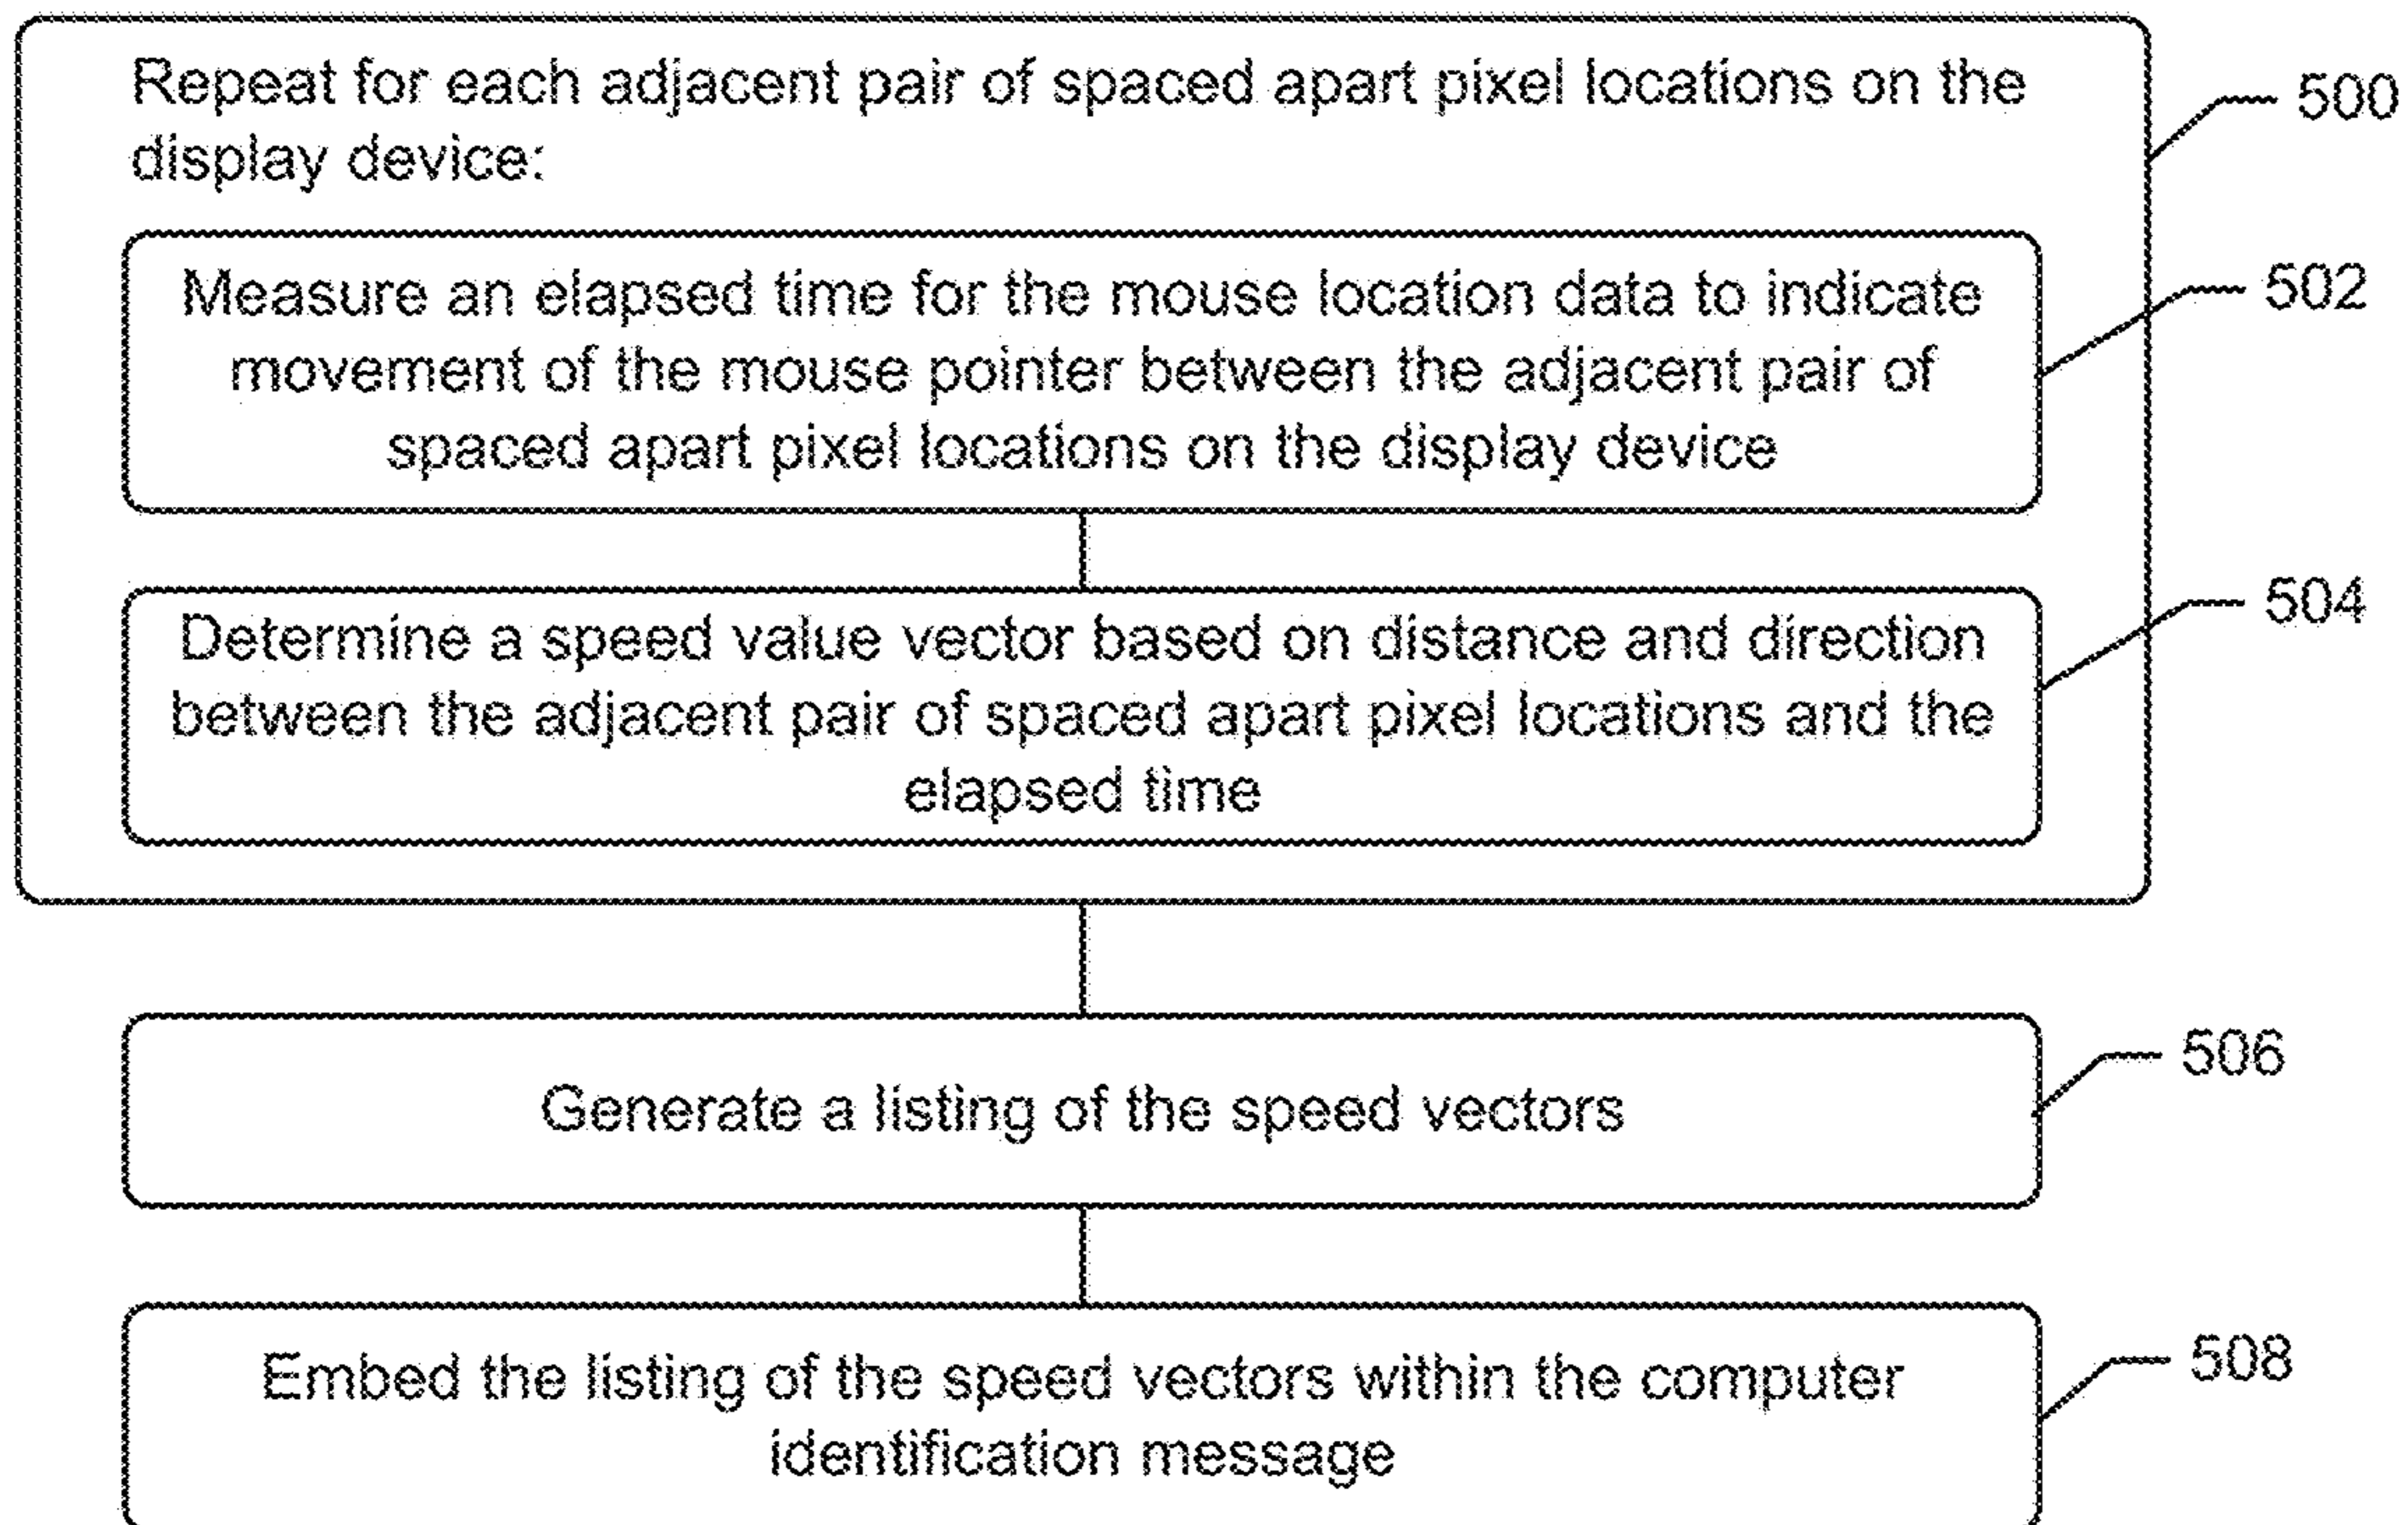 Repeat for each adjacent pair of spaced apart pixel locations on the
display device:
500
Measure an elapsed time for the mouse location data to indicate
movement of the mouse pointer between the adjacent pair of
spaced apart pixel locations on the display device
502
Determine a speed value vector based on distance and direction
between the adjacent pair of spaced apart pixel locations and the
elapsed time
504
Generate a listing of the speed vectors
506
Embed the listing of the speed vectors within the computer
identification message
508